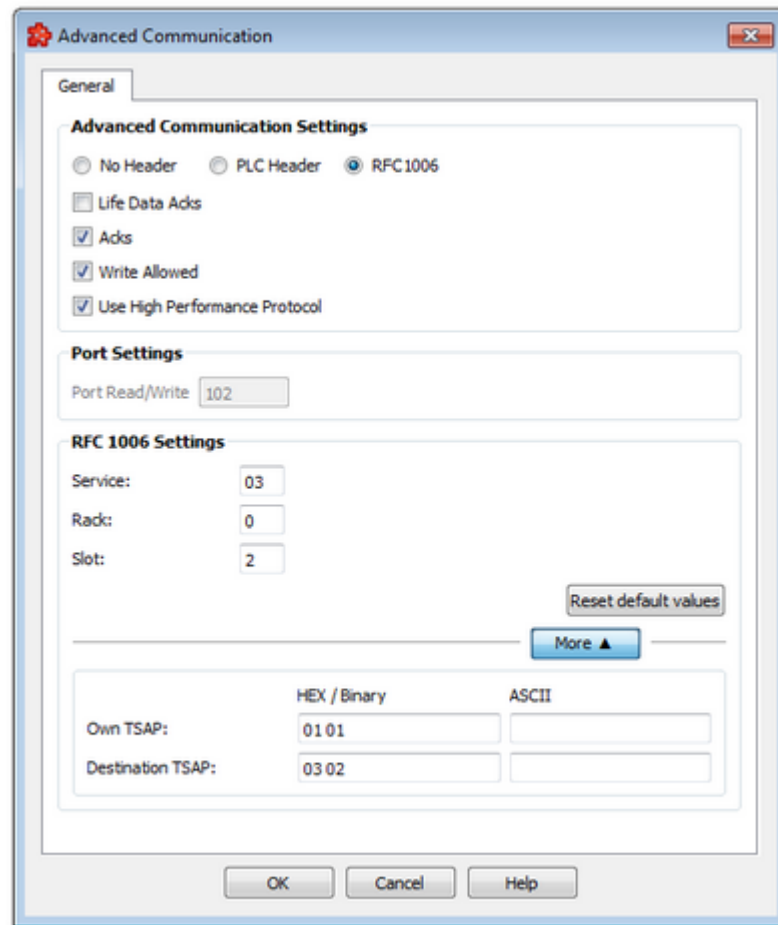 Advanced Communication
General
Advanced Communication Settings
No Header PLC Header RFC1006
Life Data Acks
Acks
Write Allowed
Use High Performance Protocol
Port Settings
Port Read/Write 102
RFC 1006 Settings
Service: 03
Rack: 0
Slot: 2
Reset default values
More ▲
HEX / Binary ASCII
Own TSAP: 01 01
Destination TSAP: 03 02
OK Cancel Help